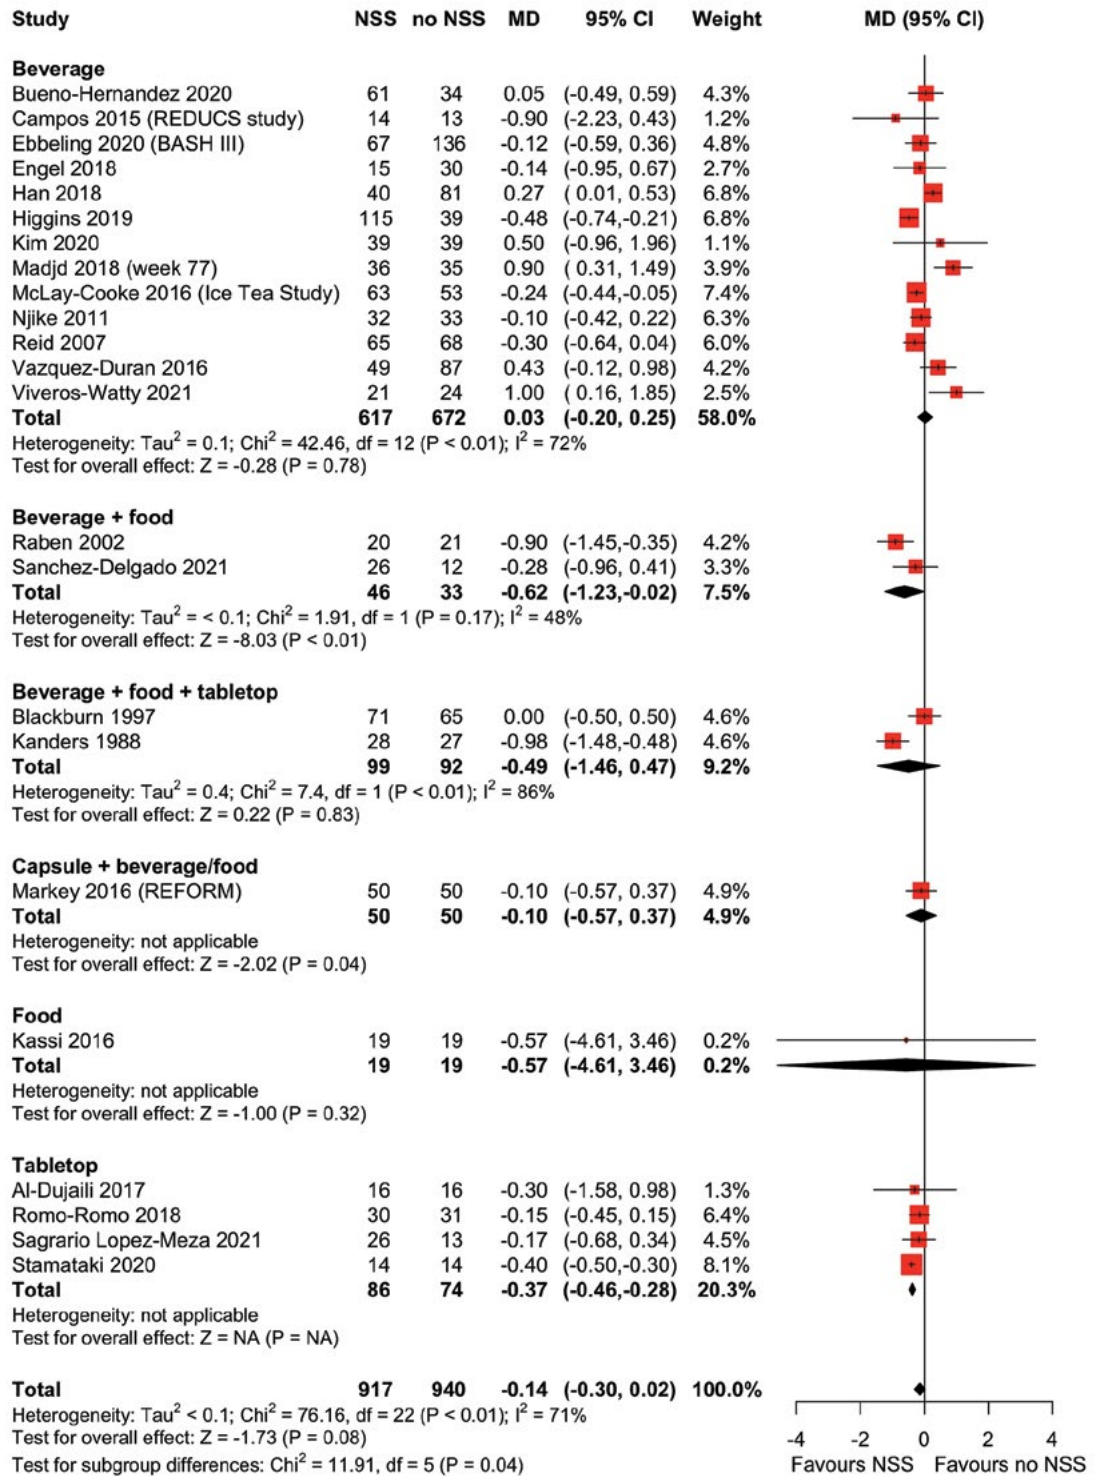 Study NSS no NSS MD 95% CI Weight MD (95% CI)
Beverage
Bueno-Hernandez 2020 61 34 0.05 (-0.49, 0.59) 4.3%
Campos 2015 (REDUCS study) 14 13 -0.90 (-2.23, 0.43) 1.2%
Ebbeling 2020 (BASH III) 67 136 -0.12 (-0.59, 0.36) 4.8%
Engel 2018 15 30 -0.14 (-0.95, 0.67) 2.7%
Han 2018 40 81 0.27 ( 0.01, 0.53) 6.8%
Higgins 2019 115 39 -0.48 (-0.74,-0.21) 6.8%
Kim 2020 39 39 0.50 (-0.96, 1.96) 1.1%
Madjd 2018 (week 77) 36 35 0.90 ( 0.31, 1.49) 3.9%
McLay-Cooke 2016 (Ice Tea Study) 63 53 -0.24 (-0.44,-0.05) 7.4%
Njike 2011 32 33 -0.10 (-0.42, 0.22) 6.3%
Reid 2007 65 68 -0.30 (-0.64, 0.04) 6.0%
Vazquez-Duran 2016 49 87 0.43 (-0.12, 0.98) 4.2%
Viveros-Watty 2021 21 24 1.00 ( 0.16, 1.85) 2.5%
Total 617 672 0.03 (-0.20, 0.25) 58.0%
Heterogeneity: Tau² = 0.1; Chi² = 42.46, df = 12 (P < 0.01); I² = 72%
Test for overall effect: Z = -0.28 (P = 0.78)
Beverage + food
Raben 2002 20 21 -0.90 (-1.45,-0.35) 4.2%
Sanchez-Delgado 2021 26 12 -0.28 (-0.96, 0.41) 3.3%
Total 46 33 -0.62 (-1.23,-0.02) 7.5%
Heterogeneity: Tau² = < 0.1; Chi² = 1.91, df = 1 (P = 0.17); I² = 48%
Test for overall effect: Z = -8.03 (P < 0.01)
Beverage + food + tabletop
Blackburn 1997 71 65 0.00 (-0.50, 0.50) 4.6%
Kanders 1988 28 27 -0.98 (-1.48,-0.48) 4.6%
Total 99 92 -0.49 (-1.46, 0.47) 9.2%
Heterogeneity: Tau² = 0.4; Chi² = 7.4, df = 1 (P < 0.01); I² = 86%
Test for overall effect: Z = 0.22 (P = 0.83)
Capsule + beverage/food
Markey 2016 (REFORM) 50 50 -0.10 (-0.57, 0.37) 4.9%
Total 50 50 -0.10 (-0.57, 0.37) 4.9%
Heterogeneity: not applicable
Test for overall effect: Z = -2.02 (P = 0.04)
Food
Kassi 2016 19 19 -0.57 (-4.61, 3.46) 0.2%
Total 19 19 -0.57 (-4.61, 3.46) 0.2%
Heterogeneity: not applicable
Test for overall effect: Z = -1.00 (P = 0.32)
Tabletop
Al-Dujaili 2017 16 16 -0.30 (-1.58, 0.98) 1.3%
Romo-Romo 2018 30 31 -0.15 (-0.45, 0.15) 6.4%
Sagrario Lopez-Meza 2021 26 13 -0.17 (-0.68, 0.34) 4.5%
Stamataki 2020 14 14 -0.40 (-0.50,-0.30) 8.1%
Total 86 74 -0.37 (-0.46,-0.28) 20.3%
Heterogeneity: not applicable
Test for overall effect: Z = NA (P = NA)
Total 917 940 -0.14 (-0.30, 0.02) 100.0%
Heterogeneity: Tau² < 0.1; Chi² = 76.16, df = 22 (P < 0.01); I² = 71%
Test for overall effect: Z = -1.73 (P = 0.08)
Test for subgroup differences: Chi² = 11.91, df = 5 (P = 0.04)
-4 -2 0 2 4
Favours NSS Favours no NSS